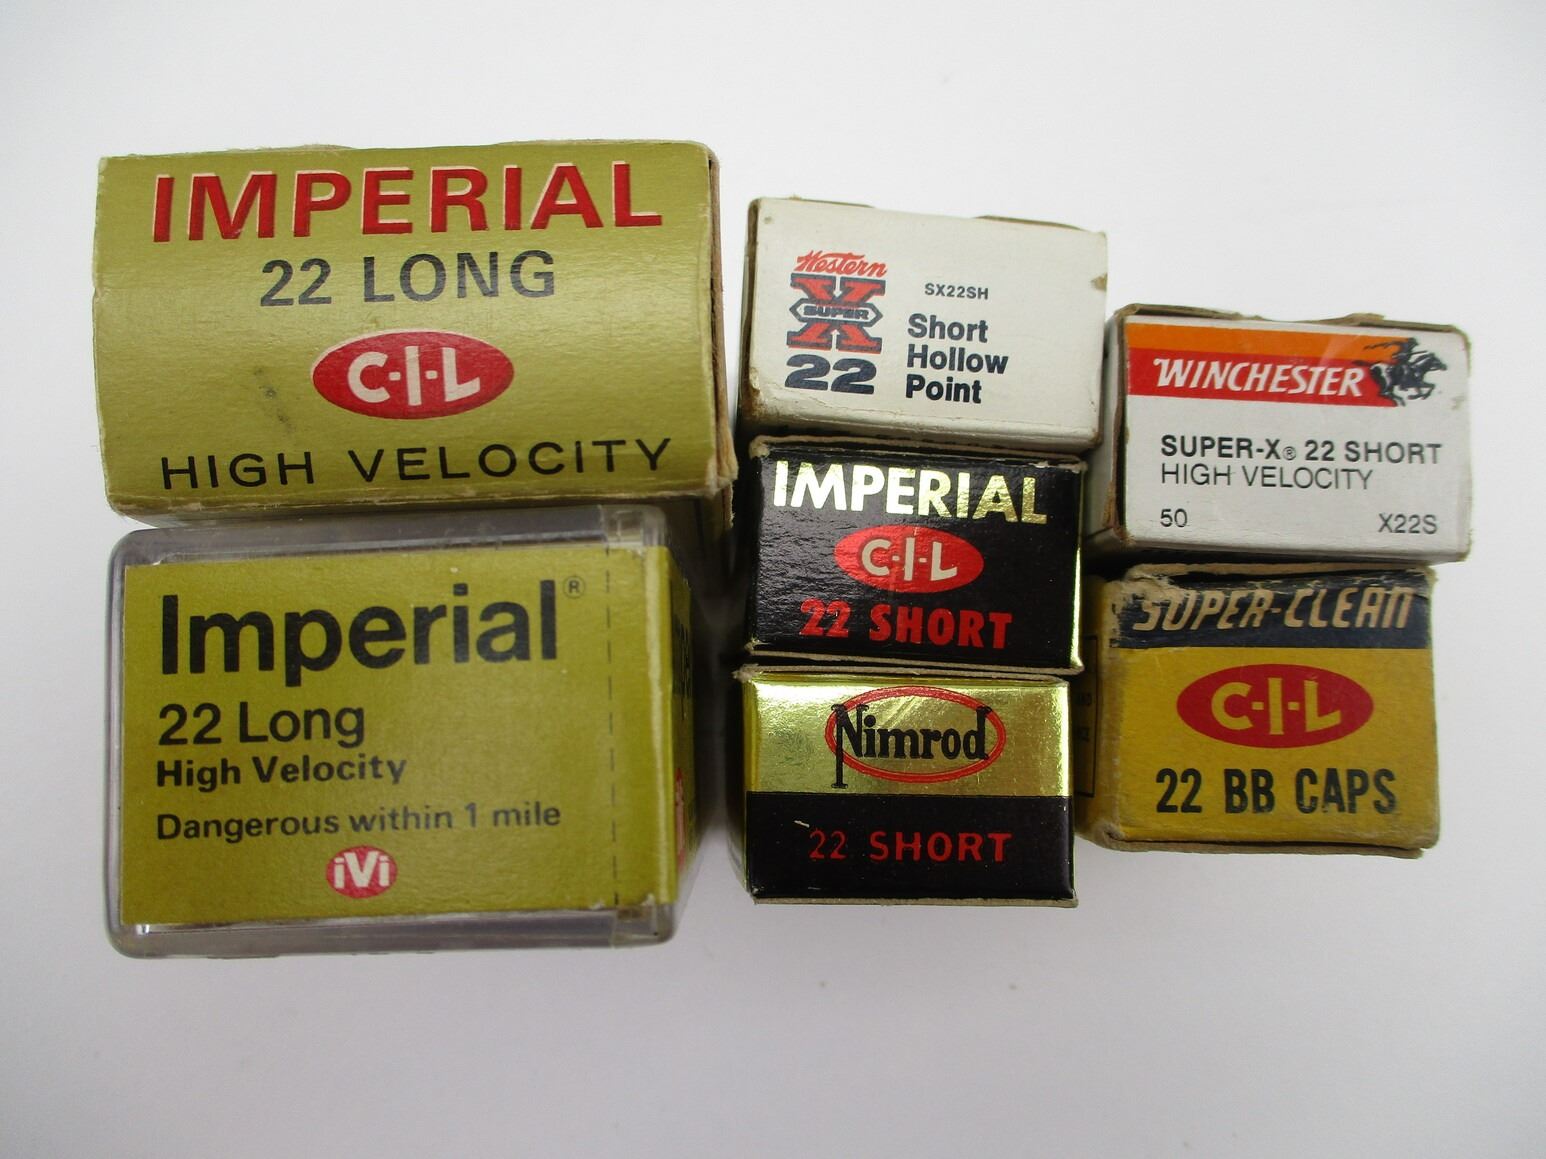 IMPERIAL
22 LONG
C-I-L
HIGH VELOCITY
Imperial®
22 Long
High Velocity
Dangerous within 1 mile
iVi
Western
SUPER X
22
SX22SH
Short
Hollow
Point
IMPERIAL
C-I-L
22 SHORT
Nimrod
22 SHORT
WINCHESTER
SUPER-X® 22 SHORT
HIGH VELOCITY
50 X22S
SUPER-CLEAN
C-I-L
22 BB CAPS